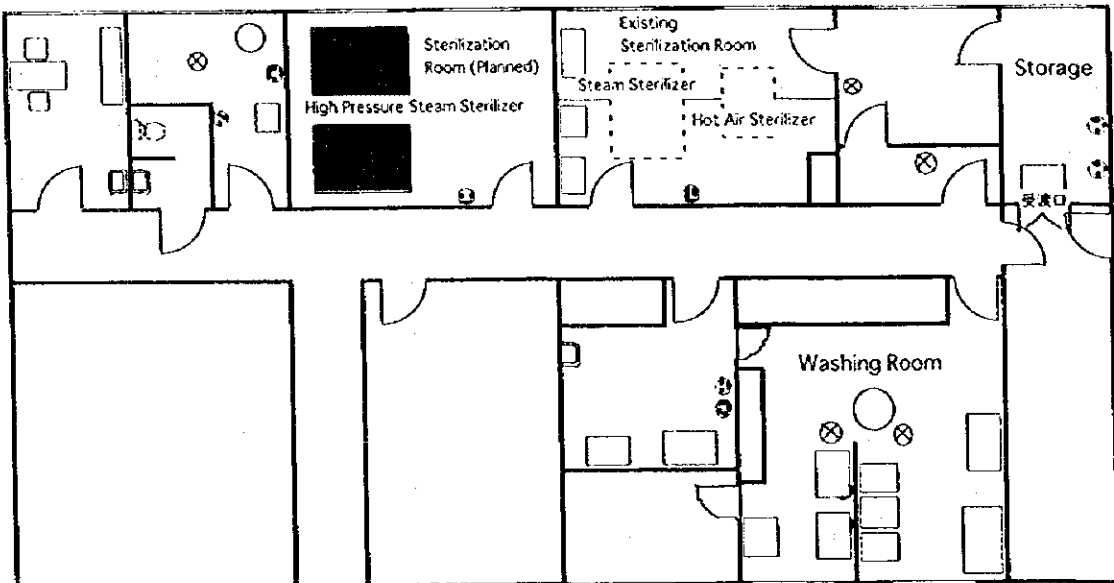 Sterilization
Room (Planned)
High Pressure Steam Sterilizer
Existing
Sterilization Room
Steam Sterilizer
Hot Air Sterilizer
Storage
受渡口
Washing Room